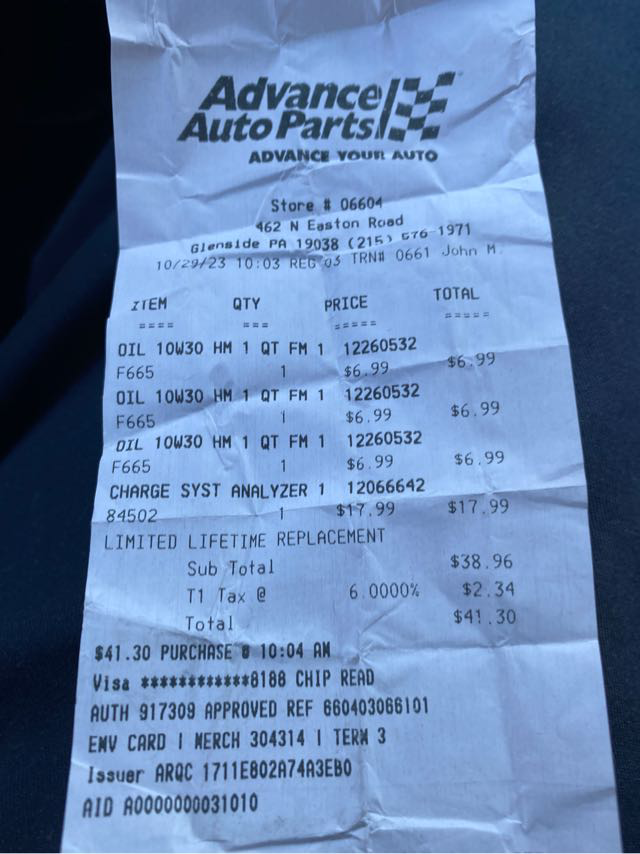 Advance
Auto Parts
ADVANCE YOUR AUTO
Store # 06604
462 N Easton Road
Glenside PA 19038 (215) 676-1971
10/29/23 10:03 REG 03 TRN# 0661 John M.
ITEM QTY PRICE TOTAL
==== === ===== =====
OIL 10W30 HM 1 QT FM 1 12260532
F665 1 $6.99 $6.99
OIL 10W30 HM 1 QT FM 1 12260532
F665 1 $6.99 $6.99
OIL 10W30 HM 1 QT FM 1 12260532
F665 1 $6.99 $6.99
CHARGE SYST ANALYZER 1 12066642
84502 1 $17.99 $17.99
LIMITED LIFETIME REPLACEMENT
Sub Total $38.96
T1 Tax @ 6.0000% $2.34
Total $41.30
$41.30 PURCHASE @ 10:04 AM
Visa ************8188 CHIP READ
AUTH 917309 APPROVED REF 660403066101
EMV CARD | MERCH 304314 | TERM 3
Issuer ARQC 1711E802A74A3EB0
AID A0000000031010